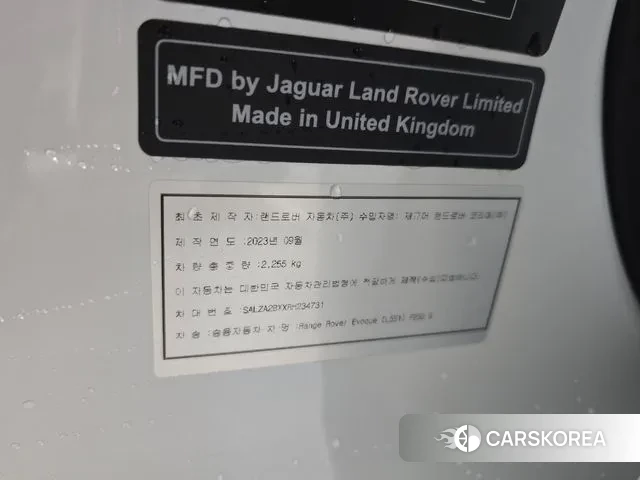 MFD by Jaguar Land Rover Limited
Made in United Kingdom
최 초 제 작 자:랜드로버 자동차(주) 수입자명: 재규어 랜드로버 코리아(주)
제 작 연 도 :2023년 09월
차 량 총 중 량 :2,255 kg
이 자동차는 대한민국 자동차관리법령에 적합하게 제작(수입)되었습니다.
차 대 번 호 :
차 종 :승용자동차 차 명 :Range Rover Evoque (L551)
CARSKOREA